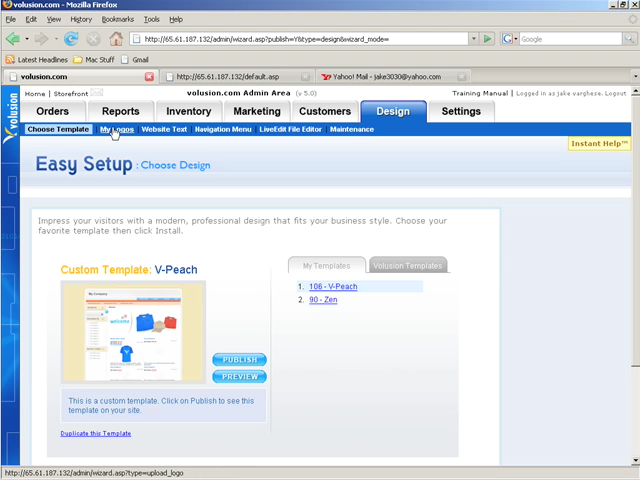 volusion.com - Mozilla Firefox
File Edit View History Bookmarks Tools Help
http://65.61.187.132/admin/wizard.asp?publish=Y&type=design&wizard_mode=
Google
Latest Headlines Mac Stuff Gmail
volusion.com http://65.61.187.132/default.asp Yahoo! Mail - jake3030@yahoo.com
volusion
Home | Storefront
volusion.com Admin Area (v 5.0)
Training Manual | Logged in as jake varghese. Logout
Orders Reports Inventory Marketing Customers Design Settings
Choose Template My Logos Website Text Navigation Menu LiveEdit File Editor Maintenance
Instant Help™
Easy Setup : Choose Design
Impress your visitors with a modern, professional design that fits your business style. Choose your
favorite template then click Install.
Custom Template: V-Peach
My Templates Volusion Templates
1. 106 - V-Peach
2. 90 - Zen
welcome
PUBLISH
PREVIEW
This is a custom template. Click on Publish to see this
template on your site.
Duplicate this Template
http://65.61.187.132/admin/wizard.asp?type=upload_logo